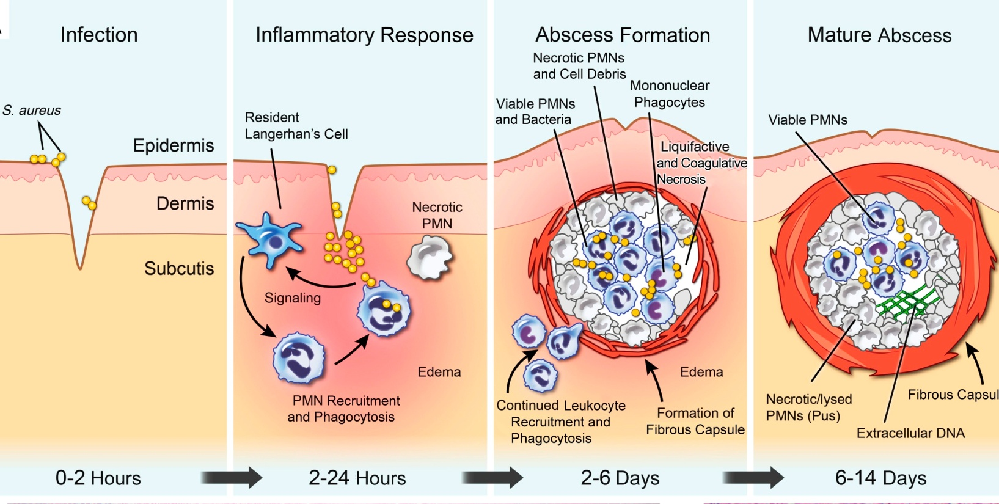 Infection
S. aureus
Epidermis
Dermis
Subcutis
0-2 Hours
Inflammatory Response
Resident
Langerhan's Cell
Necrotic
PMN
Signaling
Edema
PMN Recruitment
and Phagocytosis
2-24 Hours
Abscess Formation
Necrotic PMNs
and Cell Debris
Mononuclear
Phagocytes
Viable PMNs
and Bacteria
Liquifactive
and Coagulative
Necrosis
Edema
Continued Leukocyte
Recruitment and
Phagocytosis
Formation of
Fibrous Capsule
2-6 Days
Mature Abscess
Viable PMNs
Necrotic/lysed
PMNs (Pus)
Fibrous Capsul
Extracellular DNA
6-14 Days